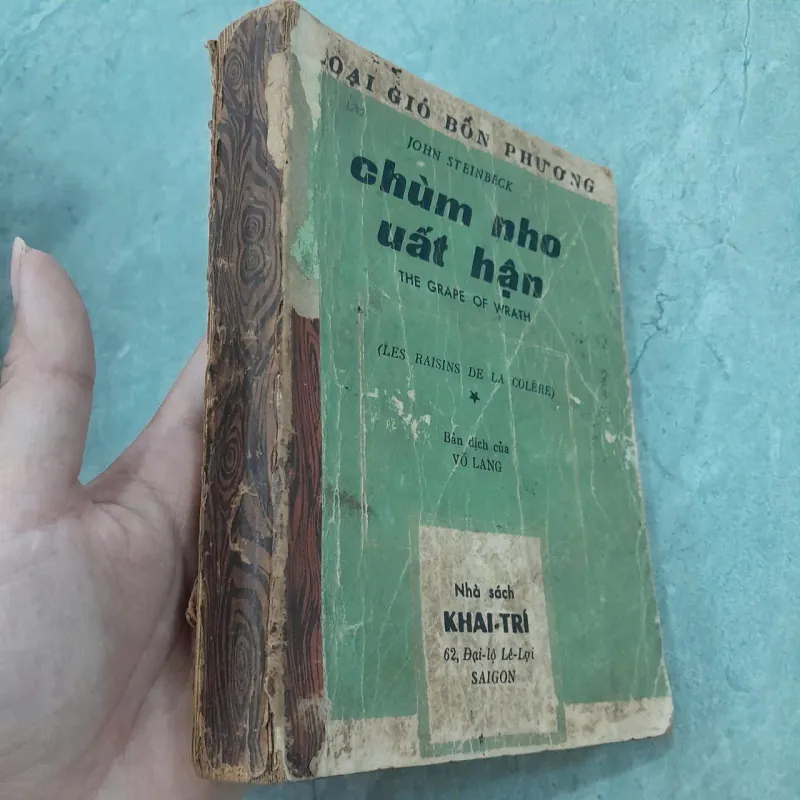 LOẠI GIÓ BỐN PHƯƠNG
JOHN STEINBECK
chùm nho
uất hận
THE GRAPE OF WRATH
(LES RAISINS DE LA COLÈRE)
★
Bản dịch của
VÕ LANG
Nhà sách
KHAI-TRÍ
62, Đại-lộ Lê-Lợi
SAIGON